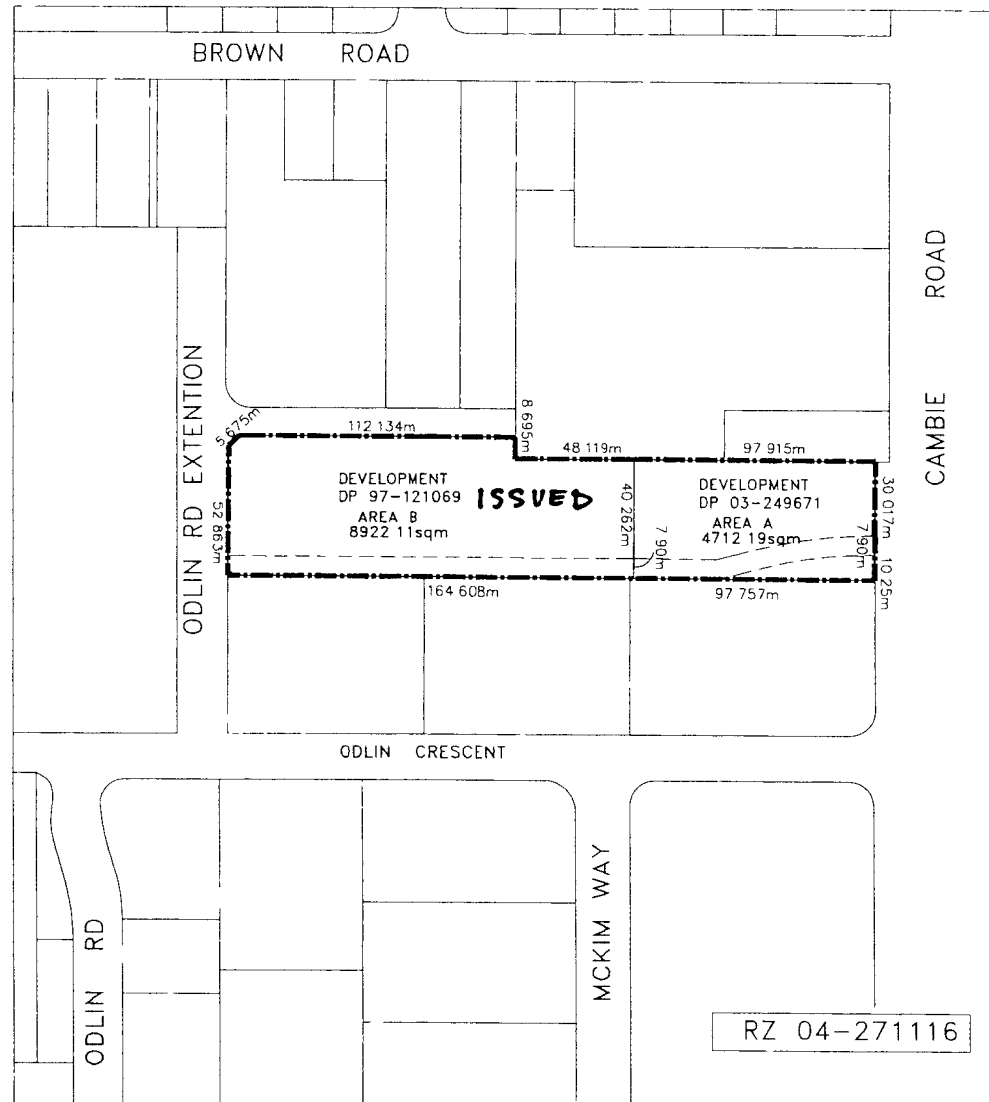 BROWN ROAD
CAMBIE ROAD
ODLIN RD EXTENTION
5 675m
112 134m
8 695m
48 119m
97 915m
DEVELOPMENT
DP 97-121069
AREA B
8922 11sqm
ISSUED
DEVELOPMENT
DP 03-249671
AREA A
4712 19sqm
40 262m
7 90m
7 90m
30 017m
10 25m
52 863m
164 608m
97 757m
ODLIN CRESCENT
ODLIN RD
MCKIM WAY
RZ 04-271116